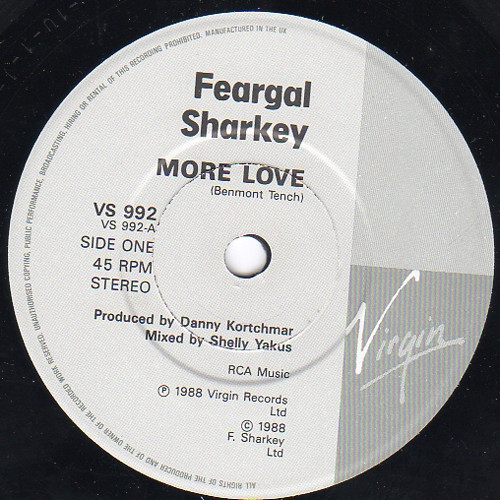 Feargal
Sharkey
MORE LOVE
(Benmont Tench)
VS 992
VS 992-A
SIDE ONE
45 RPM
STEREO
Produced by Danny Kortchmar
Mixed by Shelly Yakus
RCA Music
℗ 1988 Virgin Records
Ltd
© 1988
F. Sharkey
Ltd
Virgin
ALL RIGHTS OF THE PRODUCER AND OF THE OWNER OF THE WORK REPRODUCED RESERVED. UNAUTHORISED COPYING, PUBLIC PERFORMANCE, BROADCASTING, HIRING OR RENTAL OF THIS RECORDING PROHIBITED. MANUFACTURED IN THE UK